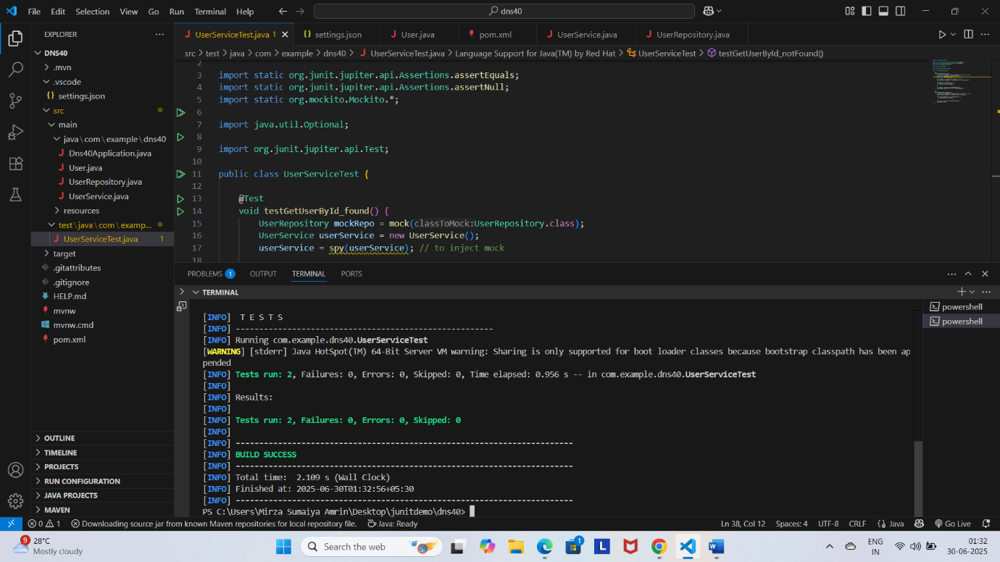 File Edit Selection View Go Run Terminal Help
dns40
EXPLORER
UserServiceTest.java 1
settings.json
User.java
pom.xml
UserService.java
UserRepository.java
DNS40
src > test > java > com > example > dns40 > UserServiceTest.java > Language Support for Java(TM) by Red Hat > UserServiceTest > testGetUserById_notFound()
.mvn
.vscode
settings.json
src
main
java\com\example\dns40
Dns40Application.java
User.java
UserRepository.java
UserService.java
resources
test\java\com\examp...
UserServiceTest.java 1
target
.gitattributes
.gitignore
HELP.md
mvnw
mvnw.cmd
pom.xml
OUTLINE
TIMELINE
PROJECTS
RUN CONFIGURATION
JAVA PROJECTS
MAVEN
2
3 import static org.junit.jupiter.api.Assertions.assertEquals;
4 import static org.junit.jupiter.api.Assertions.assertNull;
5 import static org.mockito.Mockito.*;
6
7 import java.util.Optional;
8
9 import org.junit.jupiter.api.Test;
10
11 public class UserServiceTest {
12
13 @Test
14 void testGetUserById_found() {
15 UserRepository mockRepo = mock(classToMock:UserRepository.class);
16 UserService userService = new UserService();
17 userService = spy(userService); // to inject mock
18
PROBLEMS 1 OUTPUT TERMINAL PORTS
TERMINAL
powershell
powershell
[INFO] T E S T S
[INFO] -------------------------------------------------------
[INFO] Running com.example.dns40.UserServiceTest
[WARNING] [stderr] Java HotSpot(TM) 64-Bit Server VM warning: Sharing is only supported for boot loader classes because bootstrap classpath has been ap
pended
[INFO] Tests run: 2, Failures: 0, Errors: 0, Skipped: 0, Time elapsed: 0.956 s -- in com.example.dns40.UserServiceTest
[INFO]
[INFO] Results:
[INFO]
[INFO] Tests run: 2, Failures: 0, Errors: 0, Skipped: 0
[INFO]
[INFO] ------------------------------------------------------------------------
[INFO] BUILD SUCCESS
[INFO] ------------------------------------------------------------------------
[INFO] Total time: 2.109 s (Wall Clock)
[INFO] Finished at: 2025-06-30T01:32:56+05:30
[INFO] ------------------------------------------------------------------------
PS C:\Users\Mirza Sumaiya Amrin\Desktop\junitdemo\dns40>
0 1 Downloading source jar from known Maven repositories for local repository file. Java: Ready
Ln 38, Col 12 Spaces: 4 UTF-8 CRLF {} Java Go Live
9 28°C
Mostly cloudy
Search the web
1
L
W
ENG
IN
01:32
30-06-2025